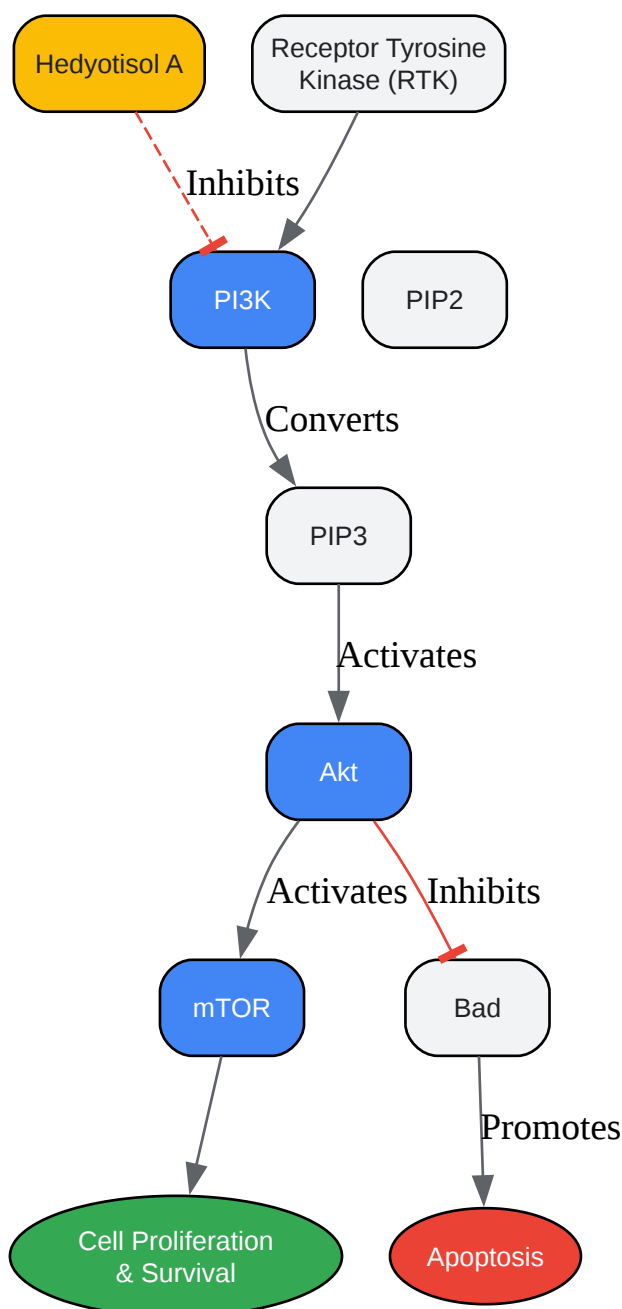 Hedyotisol A
Receptor Tyrosine
Kinase (RTK)
Inhibits
PI3K
PIP2
Converts
PIP3
Activates
Akt
Activates
Inhibits
mTOR
Bad
Promotes
Cell Proliferation
& Survival
Apoptosis